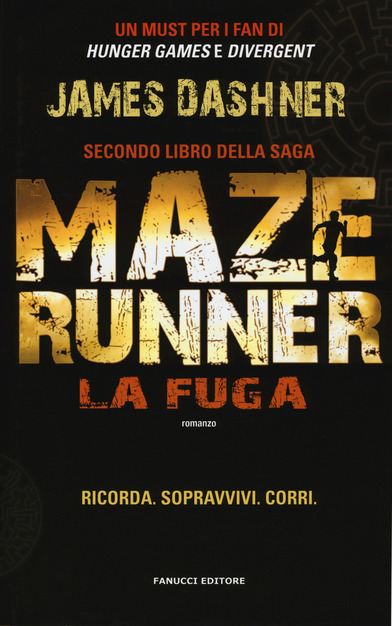 UN MUST PER I FAN DI
HUNGER GAMES E DIVERGENT
JAMES DASHNER
SECONDO LIBRO DELLA SAGA
MAZE
RUNNER
LA FUGA
romanzo
RICORDA. SOPRAVVIVI. CORRI.
FANUCCI EDITORE